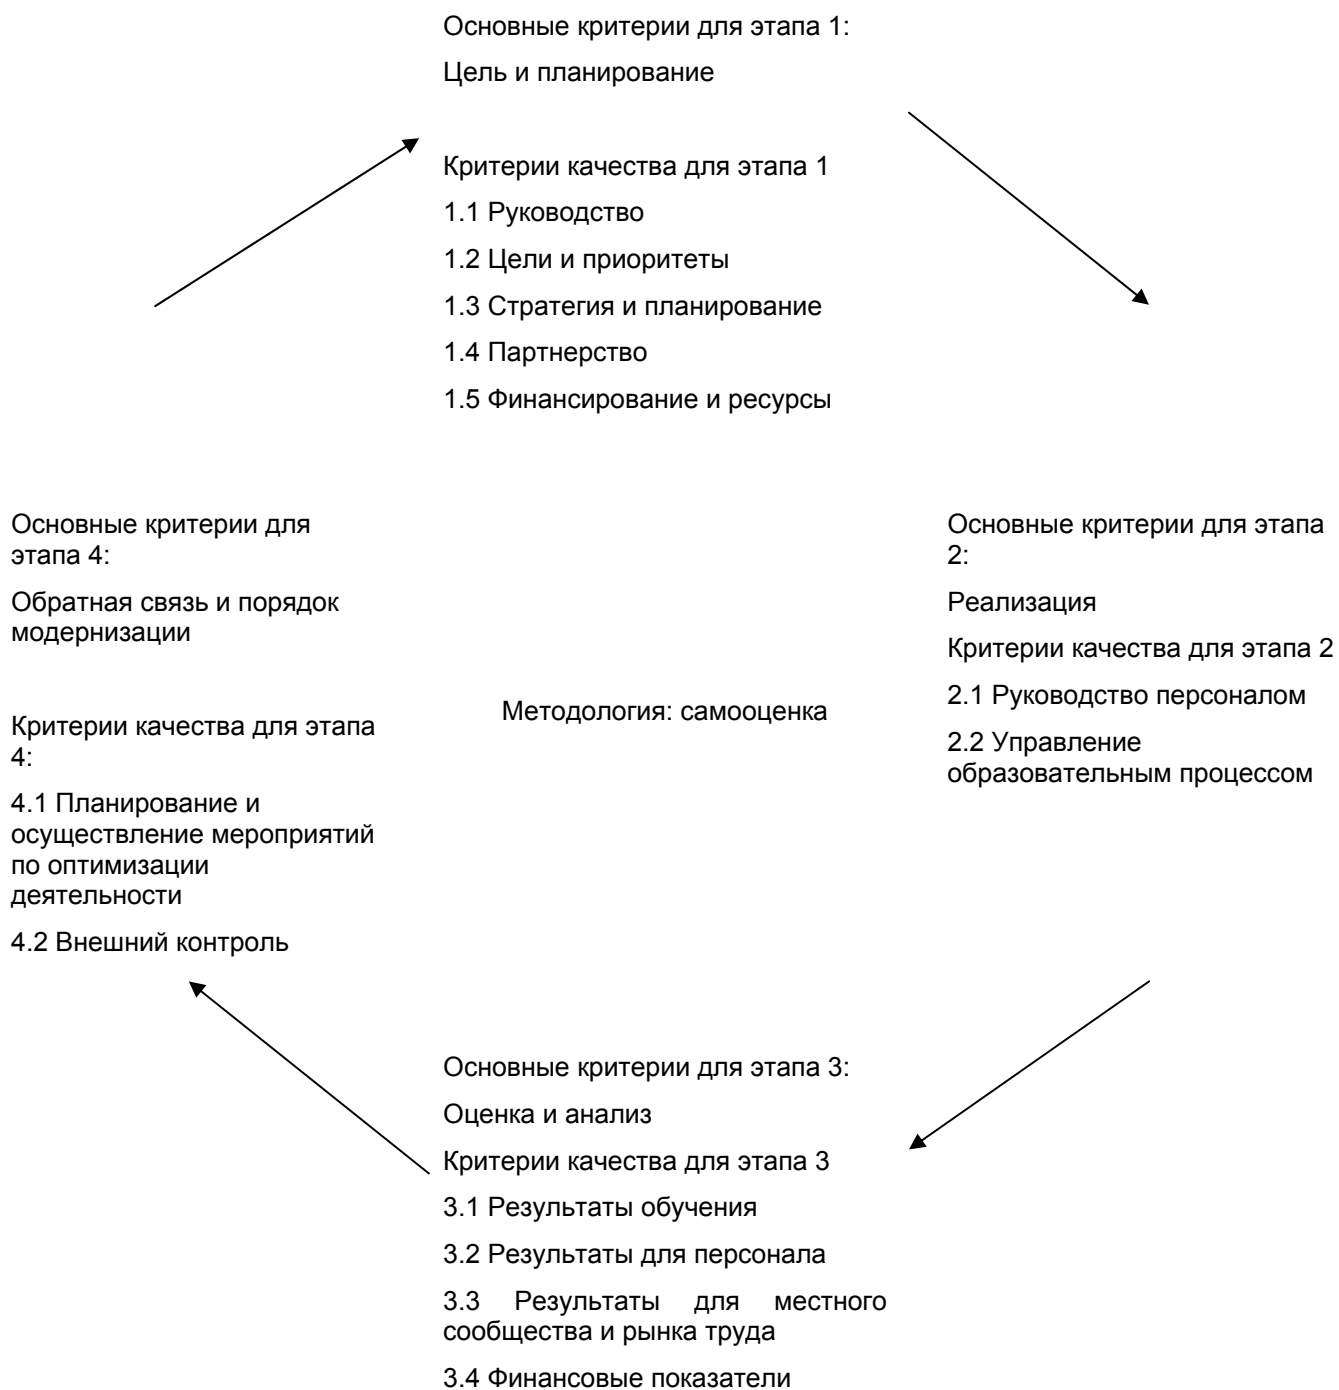 Основные критерии для этапа 1:
Цель и планирование
Критерии качества для этапа 1
1.1 Руководство
1.2 Цели и приоритеты
1.3 Стратегия и планирование
1.4 Партнерство
1.5 Финансирование и ресурсы
Основные критерии для
этапа 4:
Обратная связь и порядок
модернизации
Критерии качества для этапа
4:
4.1 Планирование и
осуществление мероприятий
по оптимизации
деятельности
4.2 Внешний контроль
Методология: самооценка
Основные критерии для этапа
2:
Реализация
Критерии качества для этапа 2
2.1 Руководство персоналом
2.2 Управление
образовательным процессом
Основные критерии для этапа 3:
Оценка и анализ
Критерии качества для этапа 3
3.1 Результаты обучения
3.2 Результаты для персонала
3.3 Результаты для местного
сообщества и рынка труда
3.4 Финансовые показатели